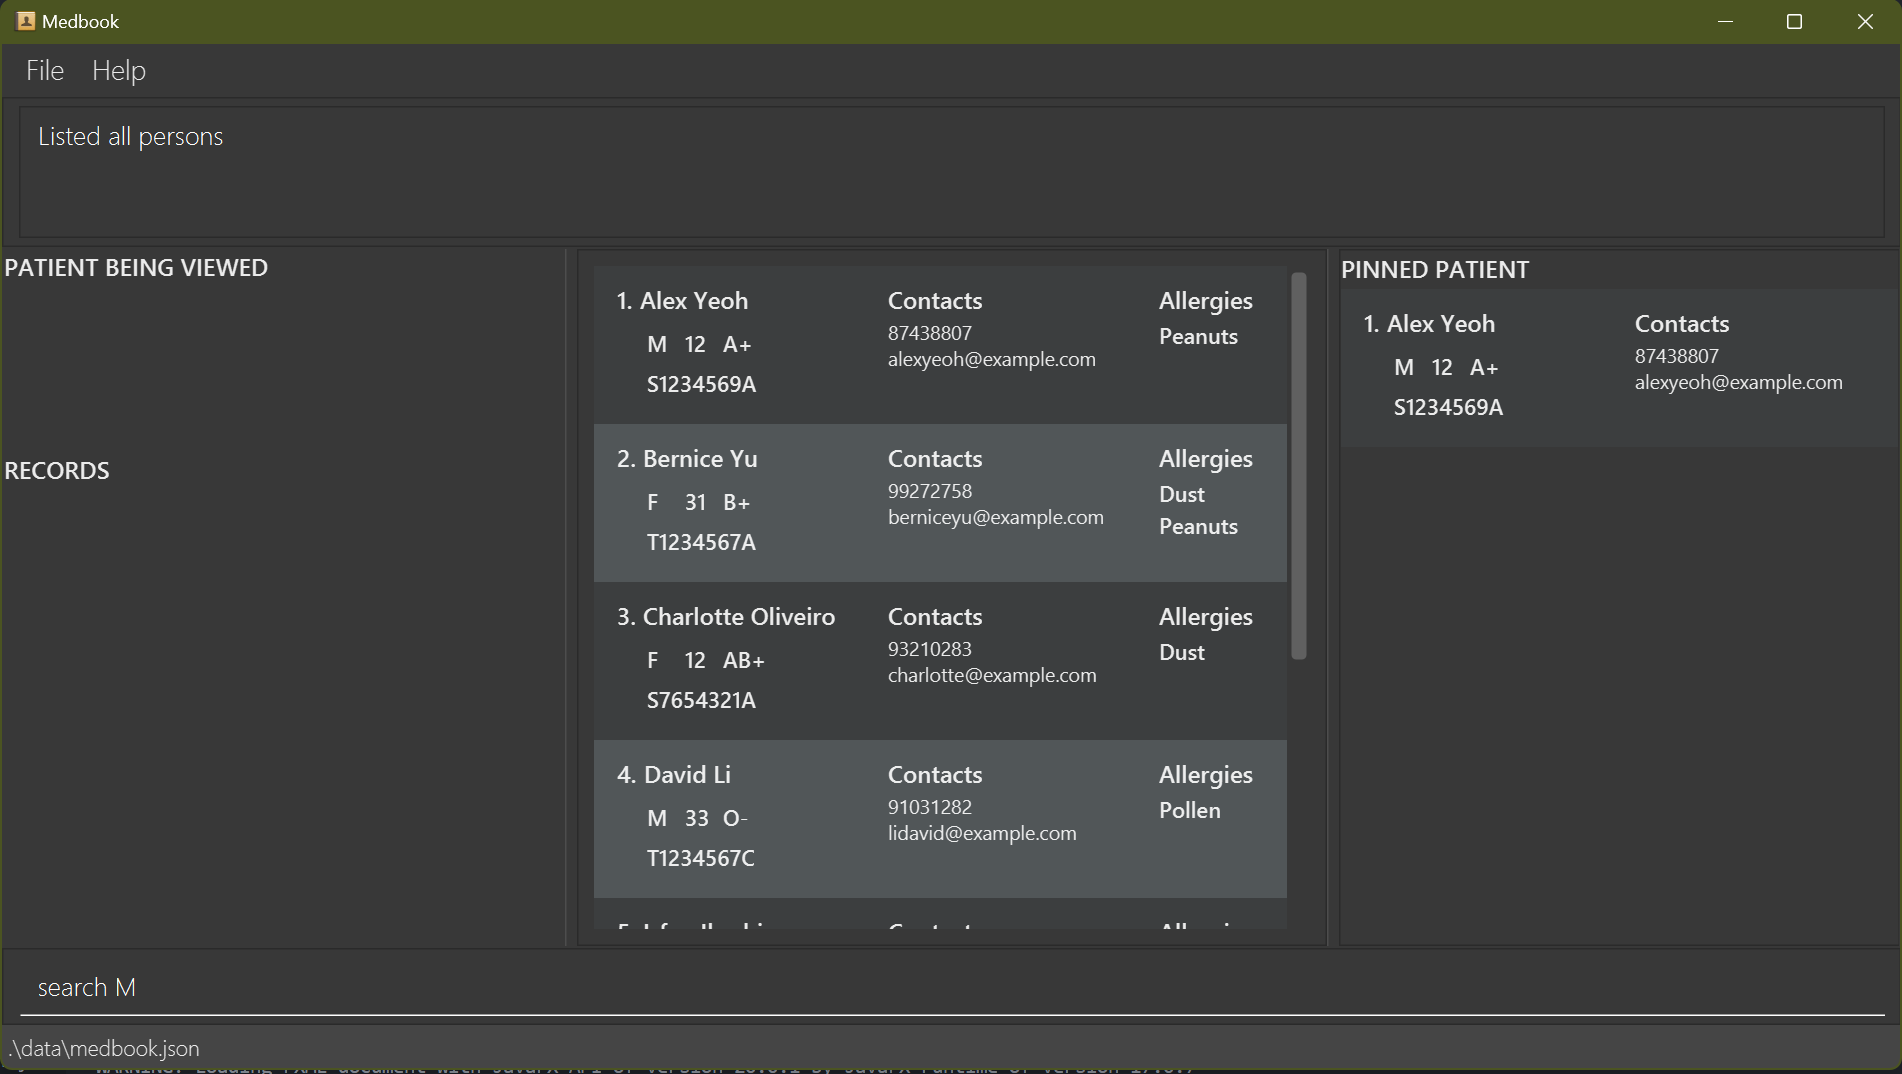 Medbook
File Help
Listed all persons
PATIENT BEING VIEWED
RECORDS
1. Alex Yeoh
M 12 A+
S1234569A
Contacts
87438807
alexyeoh@example.com
Allergies
Peanuts
2. Bernice Yu
F 31 B+
T1234567A
Contacts
99272758
berniceyu@example.com
Allergies
Dust
Peanuts
3. Charlotte Oliveiro
F 12 AB+
S7654321A
Contacts
93210283
charlotte@example.com
Allergies
Dust
4. David Li
M 33 O-
T1234567C
Contacts
91031282
lidavid@example.com
Allergies
Pollen
Contacts
Allergies
PINNED PATIENT
1. Alex Yeoh
M 12 A+
S1234569A
Contacts
87438807
alexyeoh@example.com
search M
.\data\medbook.json